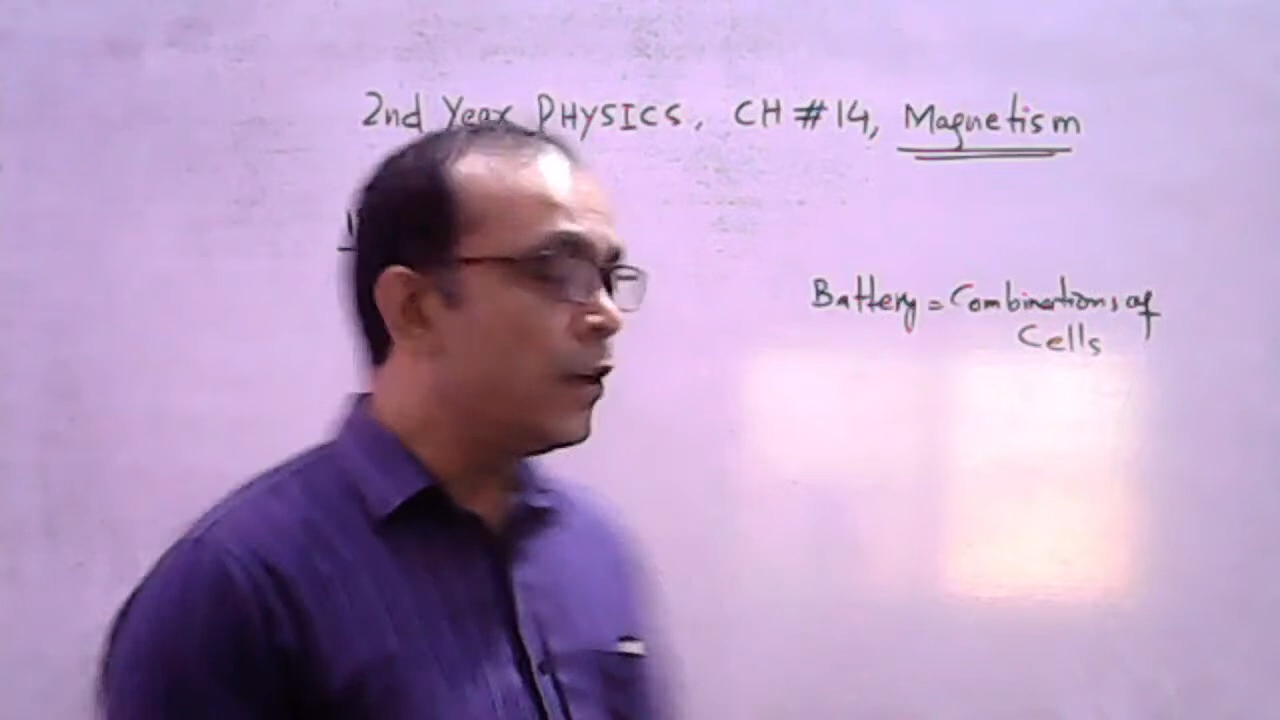 2nd Year PHYSICS, CH # 14, Magnetism
Battery = Combinations of
Cells